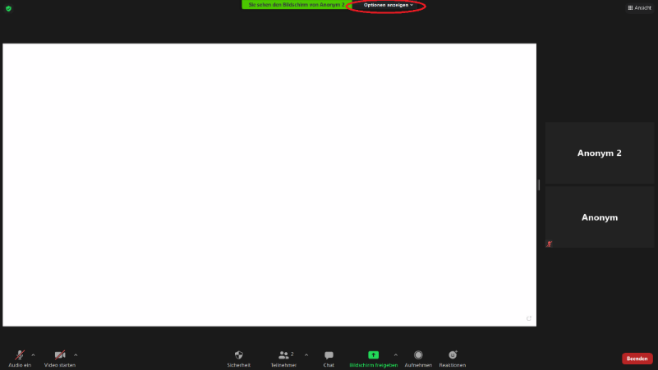 Sie sehen den Bildschirm von Anonym 2
Optionen anzeigen
Ansicht
Anonym 2
Anonym
Audio ein
Video starten
Sicherheit
2
Teilnehmer
Chat
Bildschirm freigeben
Aufnehmen
Reaktionen
Beenden